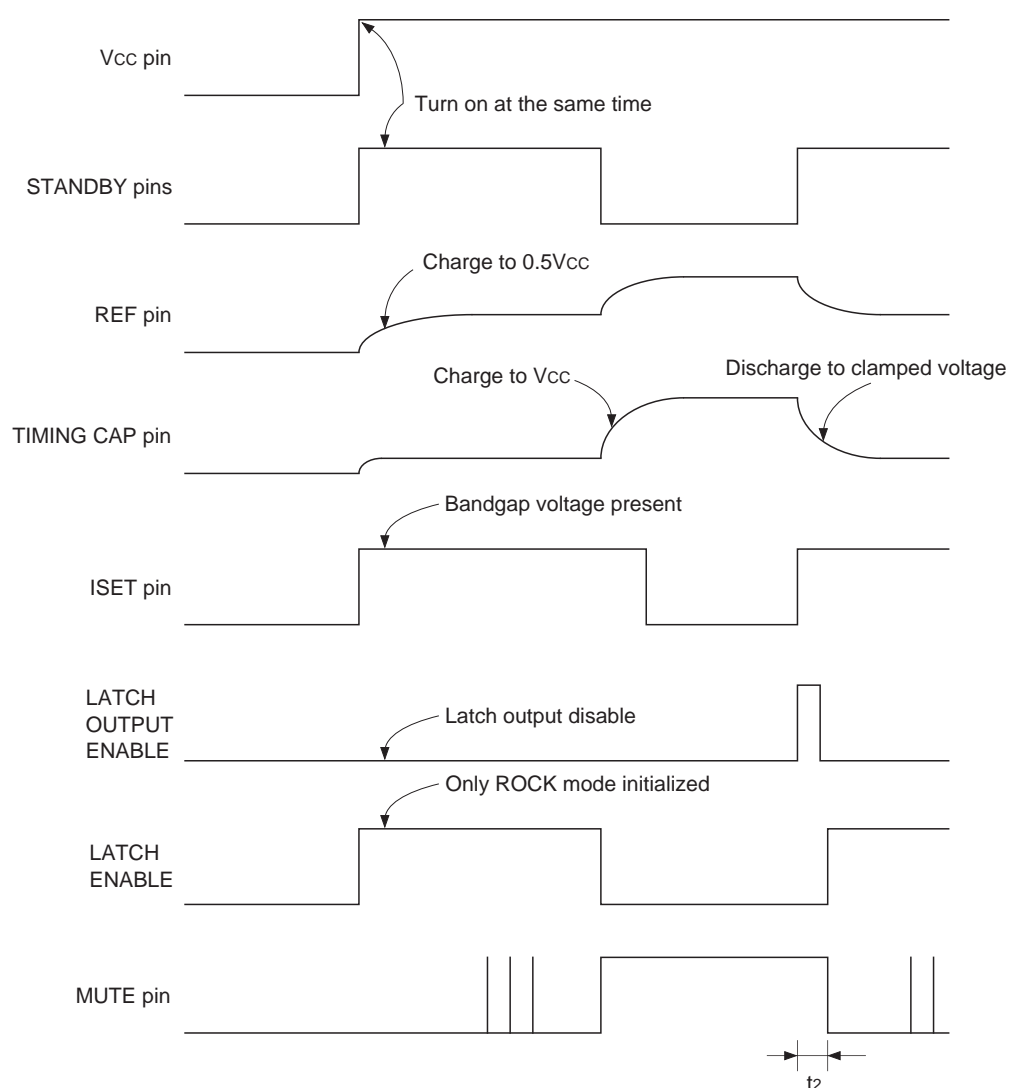 Vcc pin
Turn on at the same time
STANDBY pins
Charge to 0.5Vcc
REF pin
Charge to Vcc
Discharge to clamped voltage
TIMING CAP pin
Bandgap voltage present
ISET pin
LATCH
OUTPUT
ENABLE
Latch output disable
Only ROCK mode initialized
LATCH
ENABLE
MUTE pin
t2